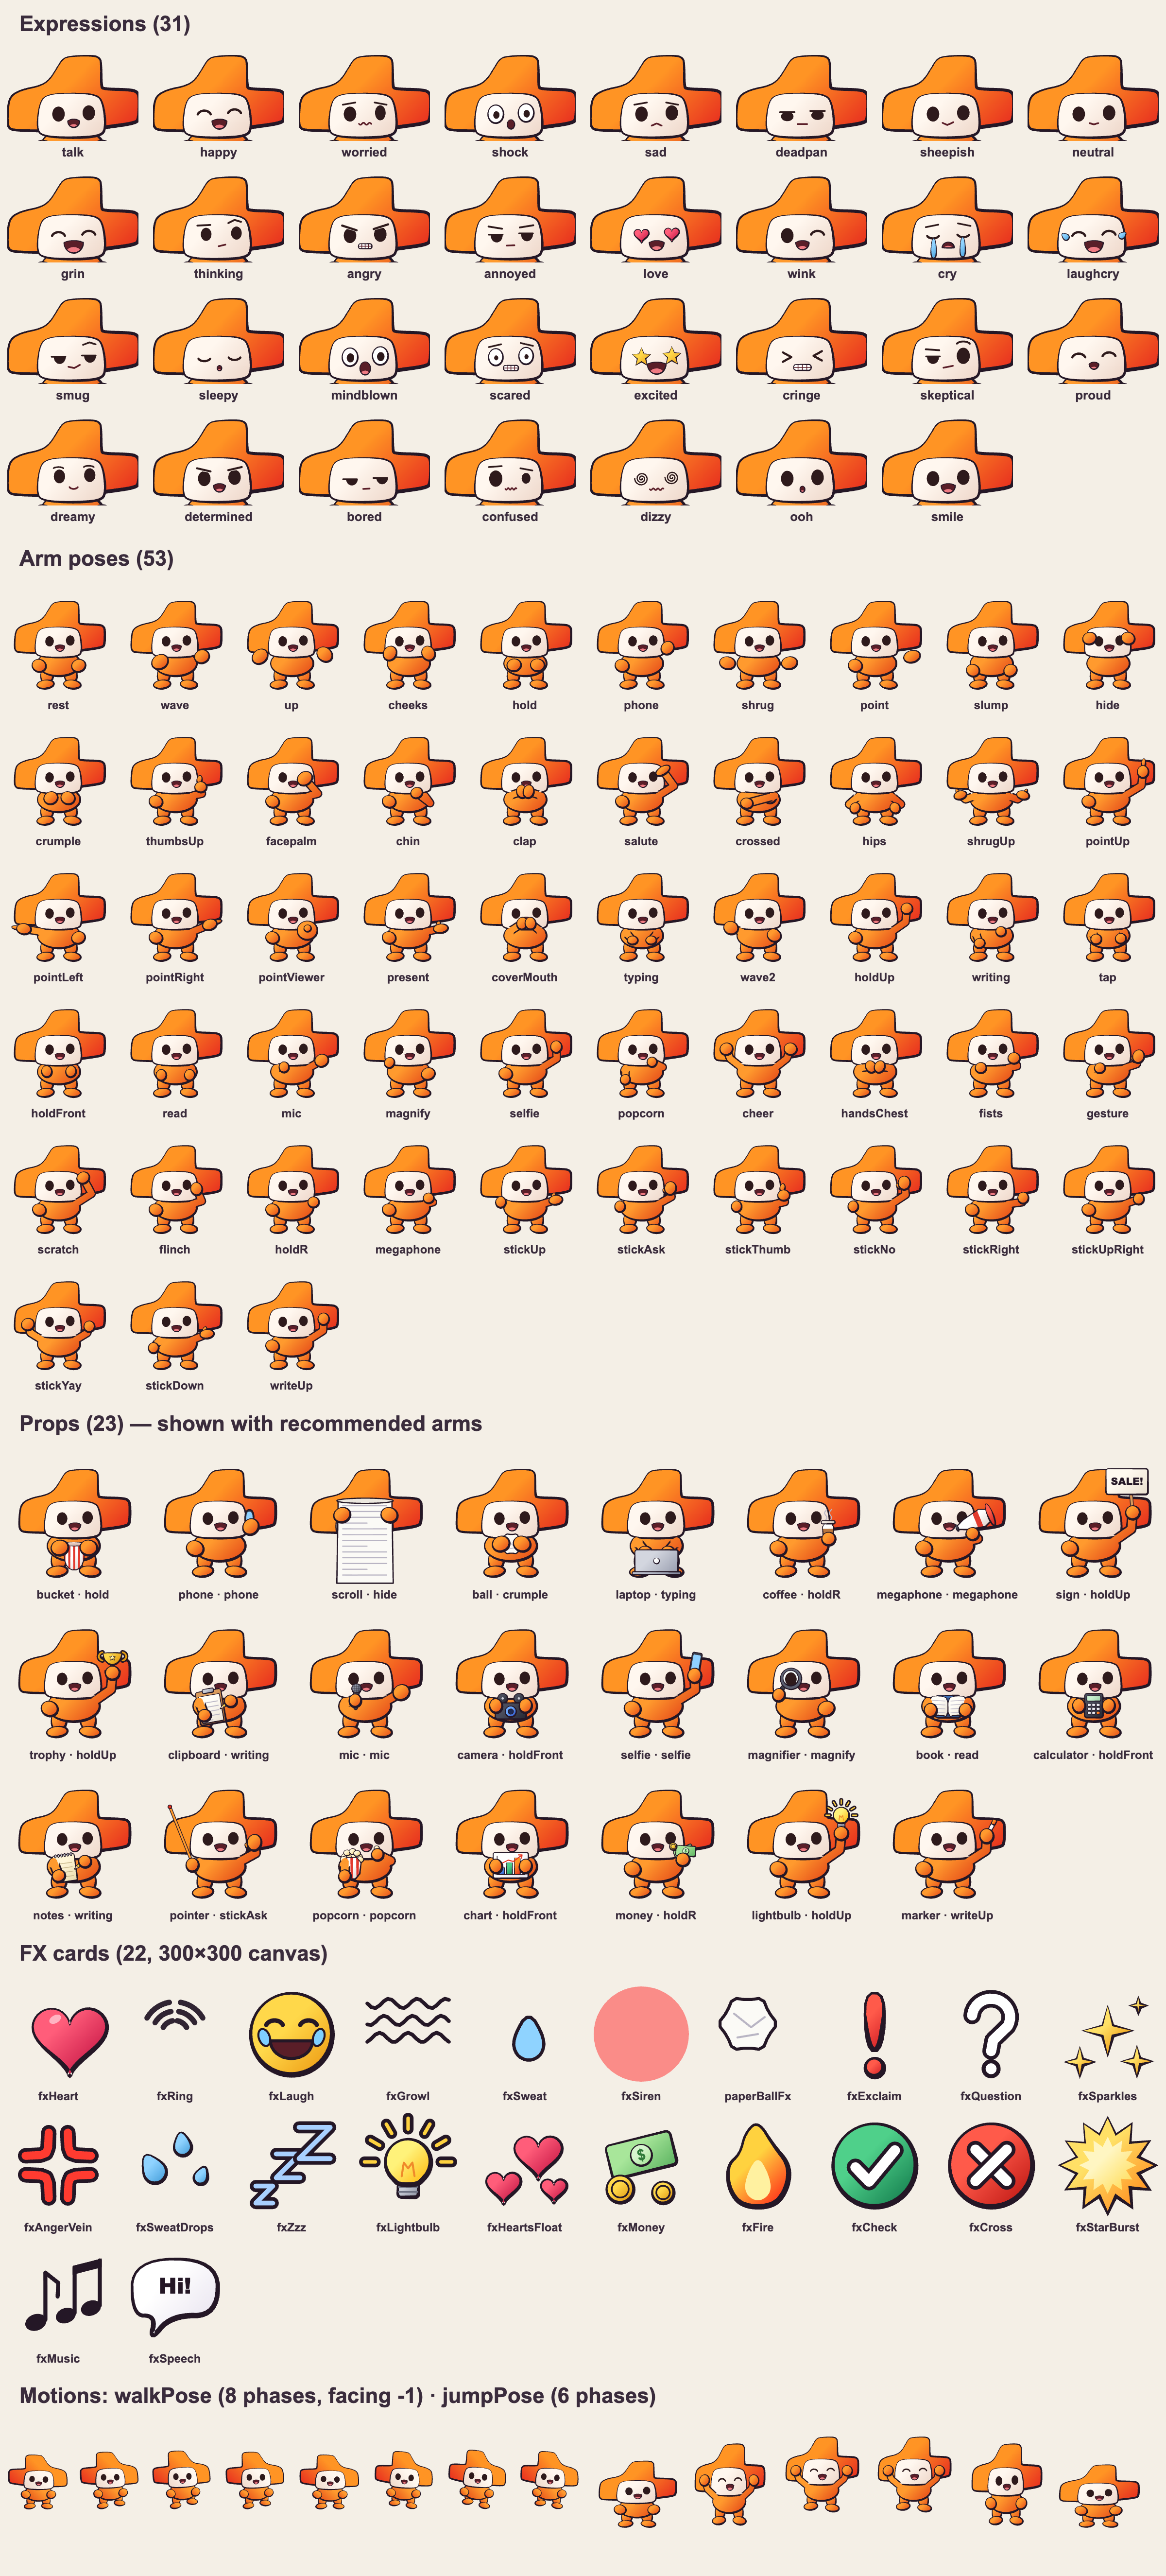 Expressions (31)
talk happy worried shock sad deadpan sheepish neutral
grin thinking angry annoyed love wink cry laughcry
smug sleepy mindblown scared excited cringe skeptical proud
dreamy determined bored confused dizzy ooh smile
Arm poses (53)
rest wave up cheeks hold phone shrug point slump hide
crumple thumbsUp facepalm chin clap salute crossed hips shrugUp pointUp
pointLeft pointRight pointViewer present coverMouth typing wave2 holdUp writing tap
holdFront read mic magnify selfie popcorn cheer handsChest fists gesture
scratch flinch holdR megaphone stickUp stickAsk stickThumb stickNo stickRight stickUpRight
stickYay stickDown writeUp
Props (23) — shown with recommended arms
SALE!
bucket · hold phone · phone scroll · hide ball · crumple laptop · typing coffee · holdR megaphone · megaphone sign · holdUp
trophy · holdUp clipboard · writing mic · mic camera · holdFront selfie · selfie magnifier · magnify book · read calculator · holdFront
notes · writing pointer · stickAsk popcorn · popcorn chart · holdFront money · holdR lightbulb · holdUp marker · writeUp
FX cards (22, 300×300 canvas)
fxHeart fxRing fxLaugh fxGrowl fxSweat fxSiren paperBallFx fxExclaim fxQuestion fxSparkles
$
fxAngerVein fxSweatDrops fxZzz fxLightbulb fxHeartsFloat fxMoney fxFire fxCheck fxCross fxStarBurst
Hi!
fxMusic fxSpeech
Motions: walkPose (8 phases, facing -1) · jumpPose (6 phases)